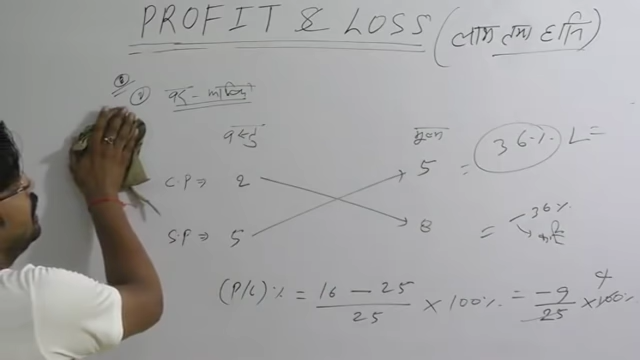 PROFIT & LOSS (लाभ तथा हानि)
वस्तु मूल्य
C.P ⇒ 2 5 = 36% L =
S.P ⇒ 5 8 = -36%
(P/L)% = 16 - 25 / 25 × 100% = -9 / 25 × 100% 4